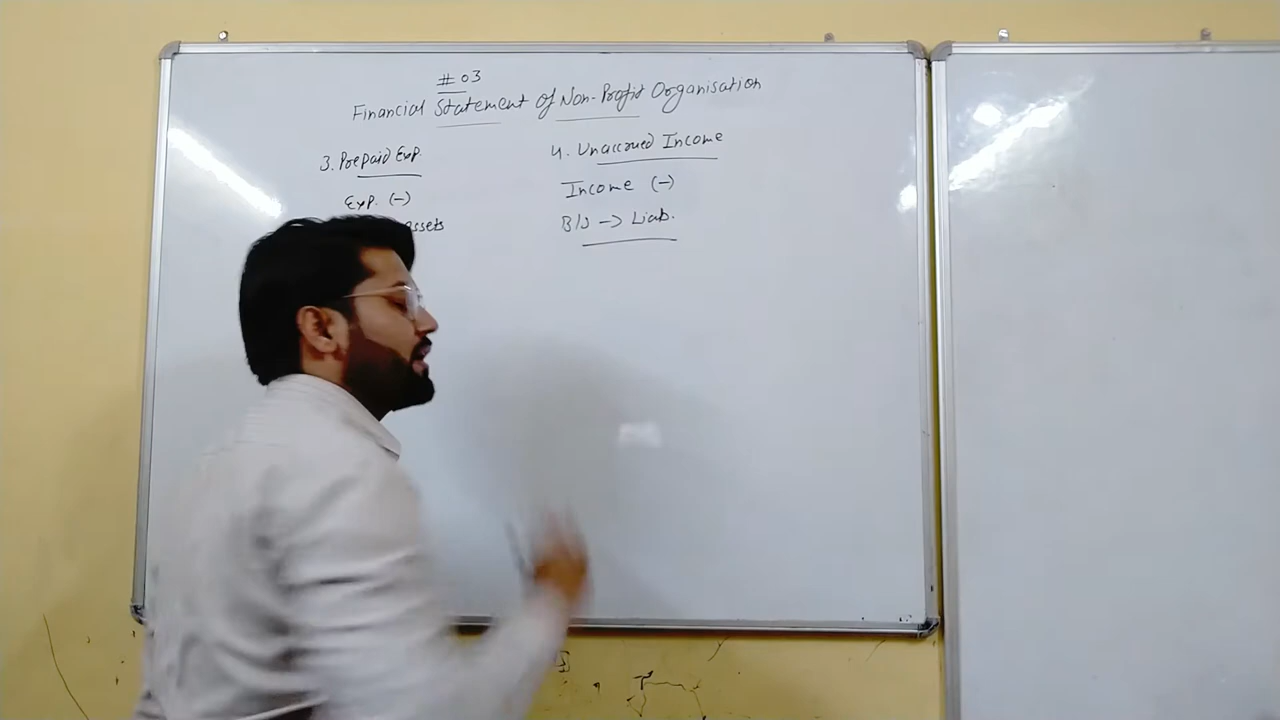 # 03
Financial Statement of Non-Profit Organisation
3. Prepaid Exp.
Exp. (-)
assets
4. Unaccrued Income
Income (-)
B/S -> Liab.